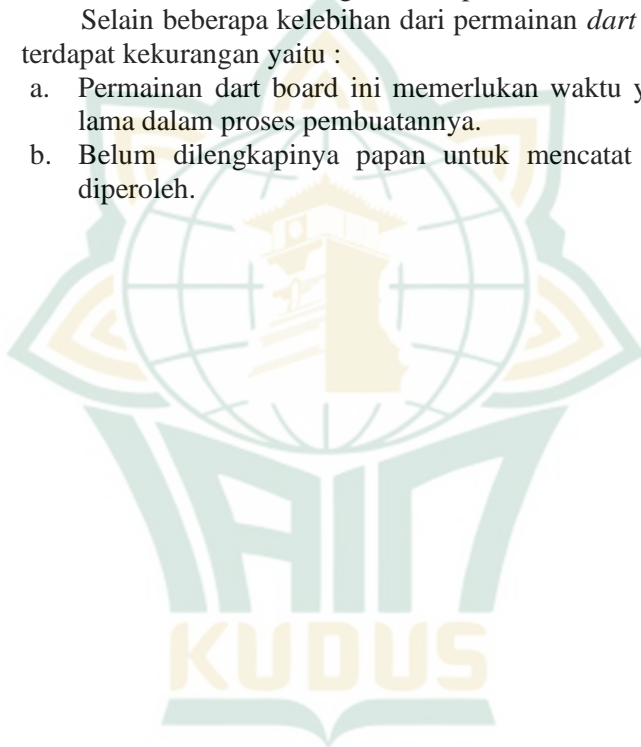 Selain beberapa kelebihan dari permainan dart
terdapat kekurangan yaitu :
a. Permainan dart board ini memerlukan waktu
lama dalam proses pembuatannya.
b. Belum dilengkapinya papan untuk mencatat
diperoleh.
IAIN
KUDUS